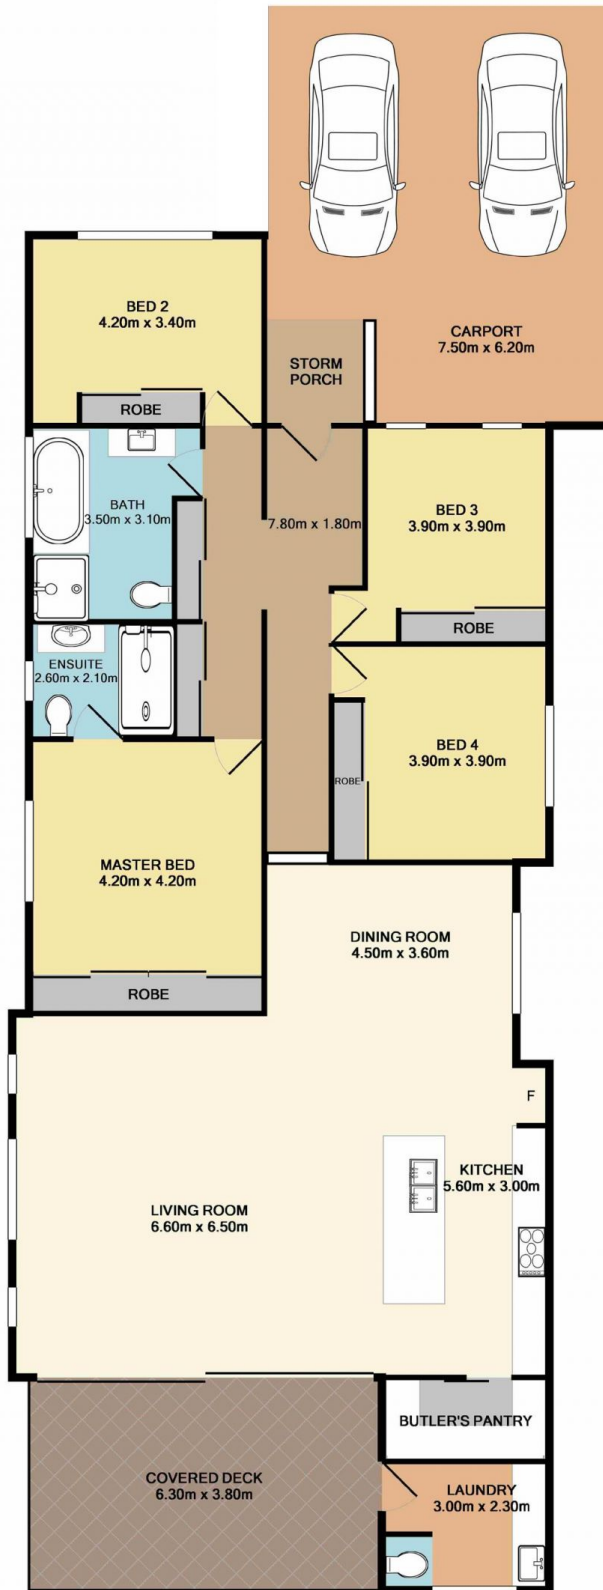 BED 2
4.20m x 3.40m
ROBE
STORM
PORCH
CARPORT
7.50m x 6.20m
BATH
3.50m x 3.10m
7.80m x 1.80m
BED 3
3.90m x 3.90m
ROBE
ENSUITE
2.60m x 2.10m
BED 4
3.90m x 3.90m
ROBE
MASTER BED
4.20m x 4.20m
ROBE
DINING ROOM
4.50m x 3.60m
F
KITCHEN
5.60m x 3.00m
LIVING ROOM
6.60m x 6.50m
BUTLER'S PANTRY
COVERED DECK
6.30m x 3.80m
LAUNDRY
3.00m x 2.30m